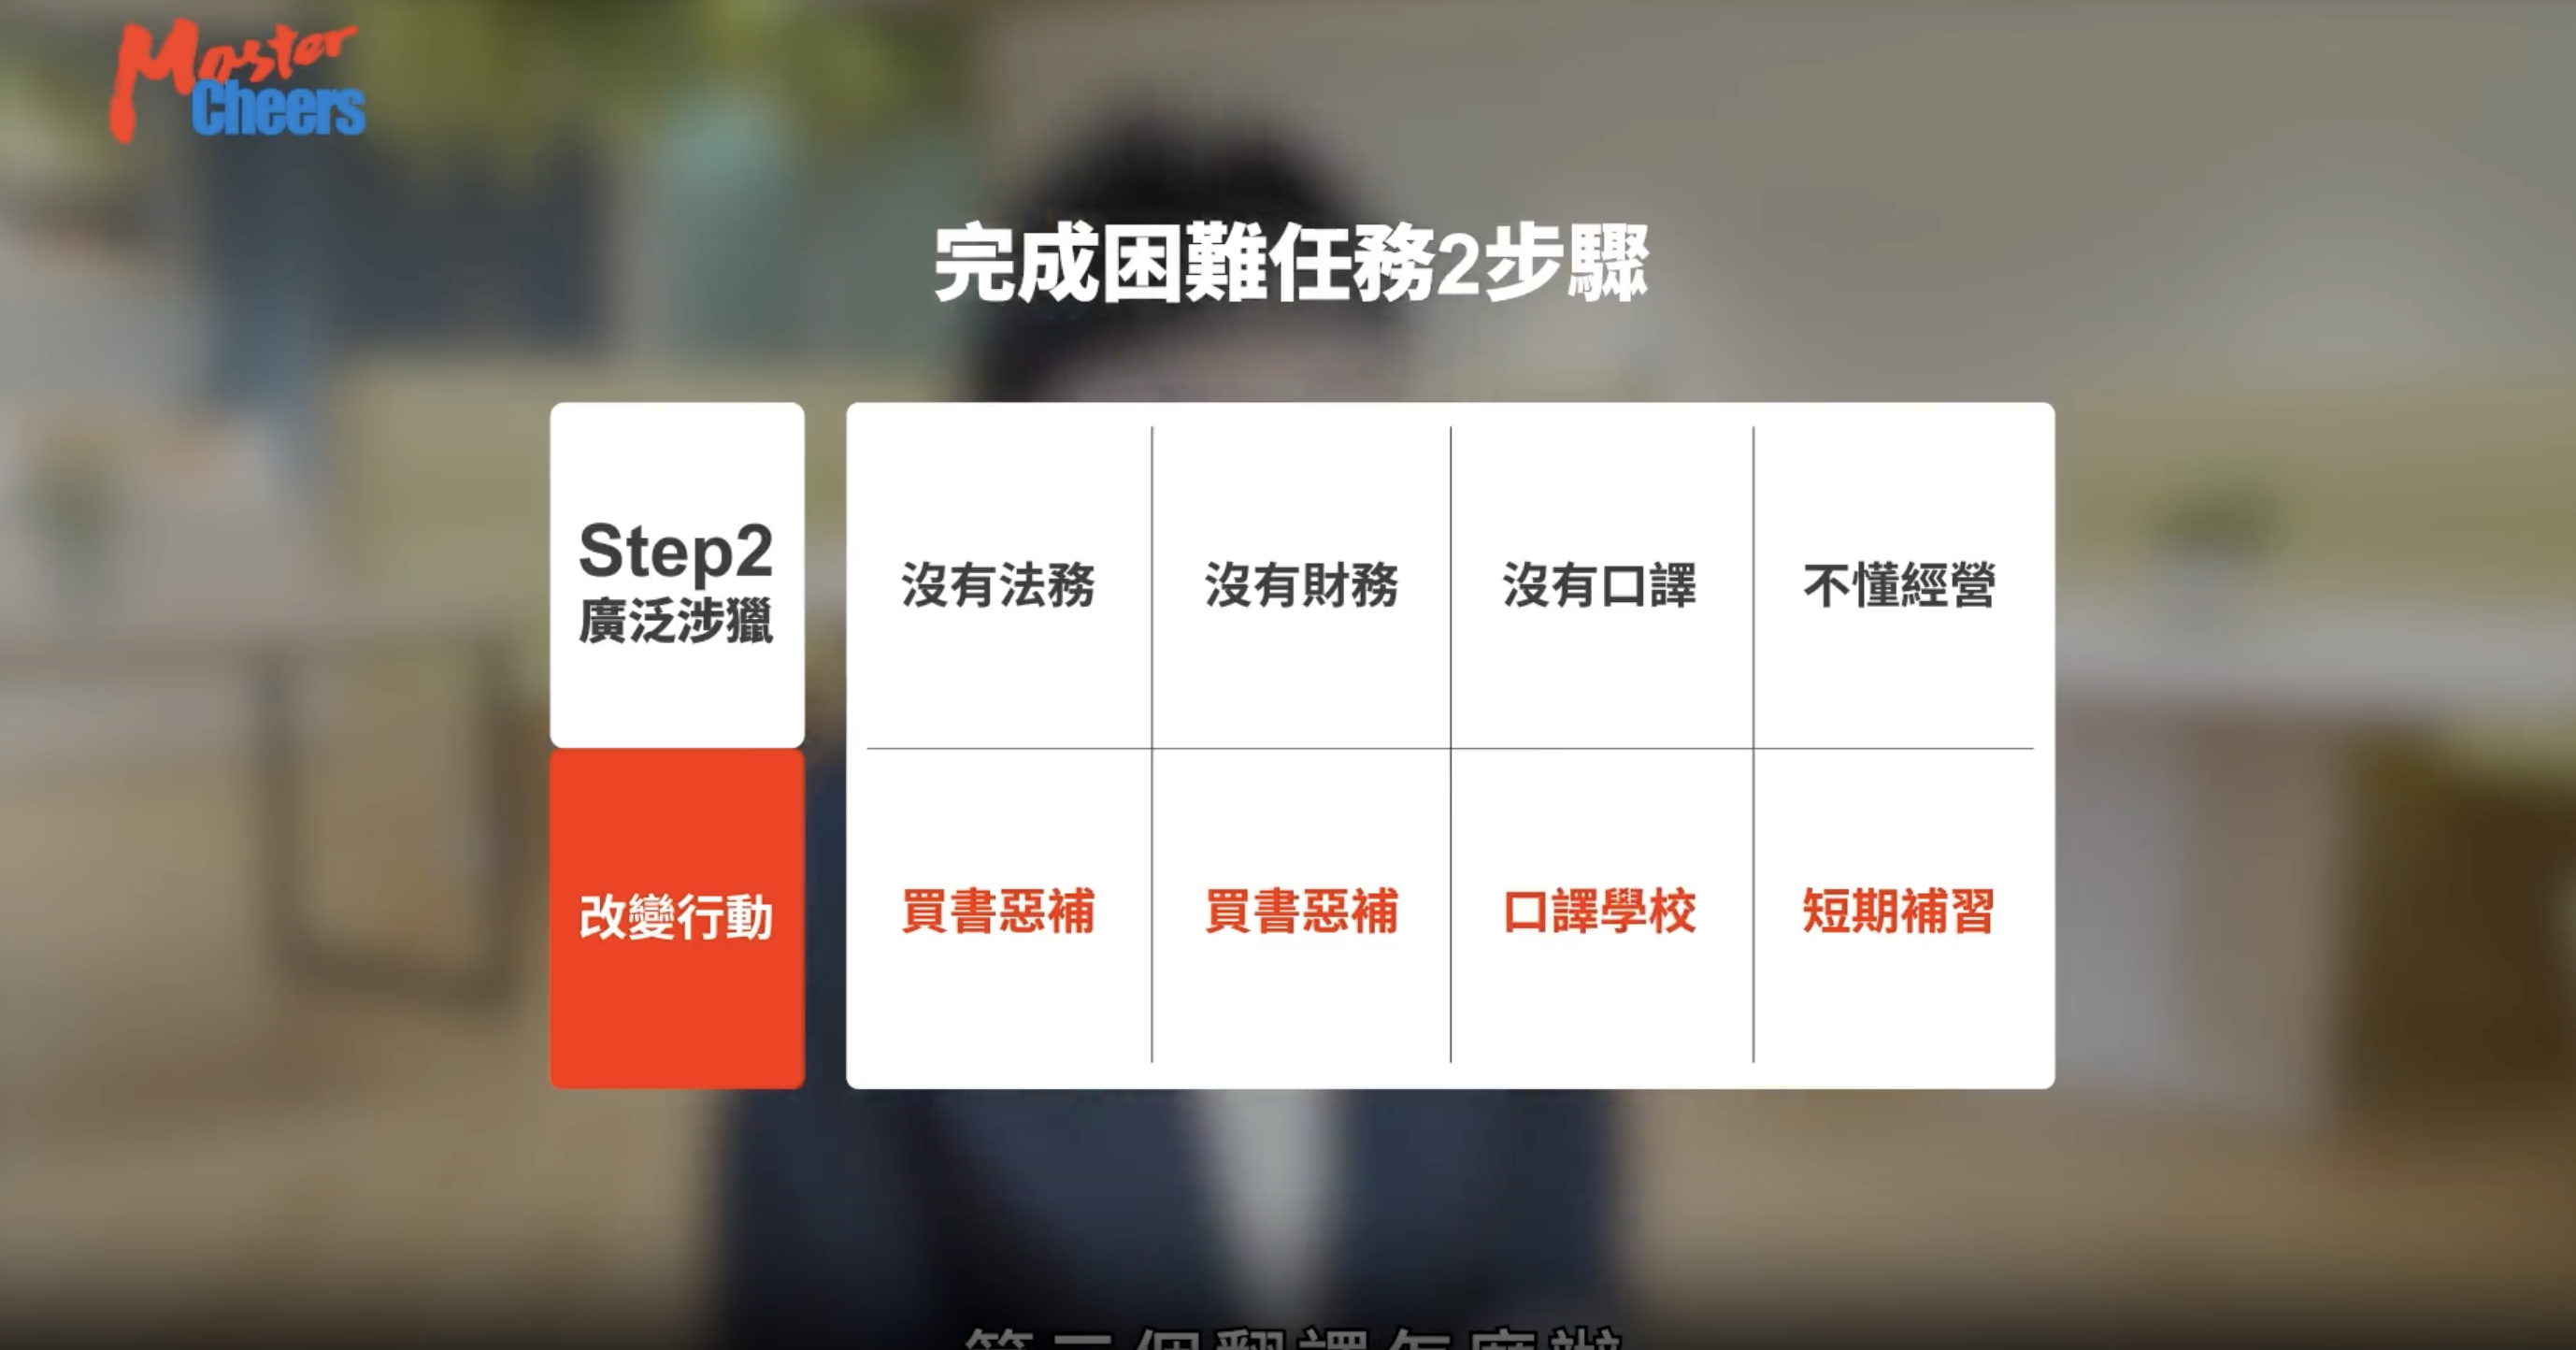 Master
Cheers
完成困難任務2步驟
Step2
廣泛涉獵
沒有法務
沒有財務
沒有口譯
不懂經營
改變行動
買書惡補
買書惡補
口譯學校
短期補習